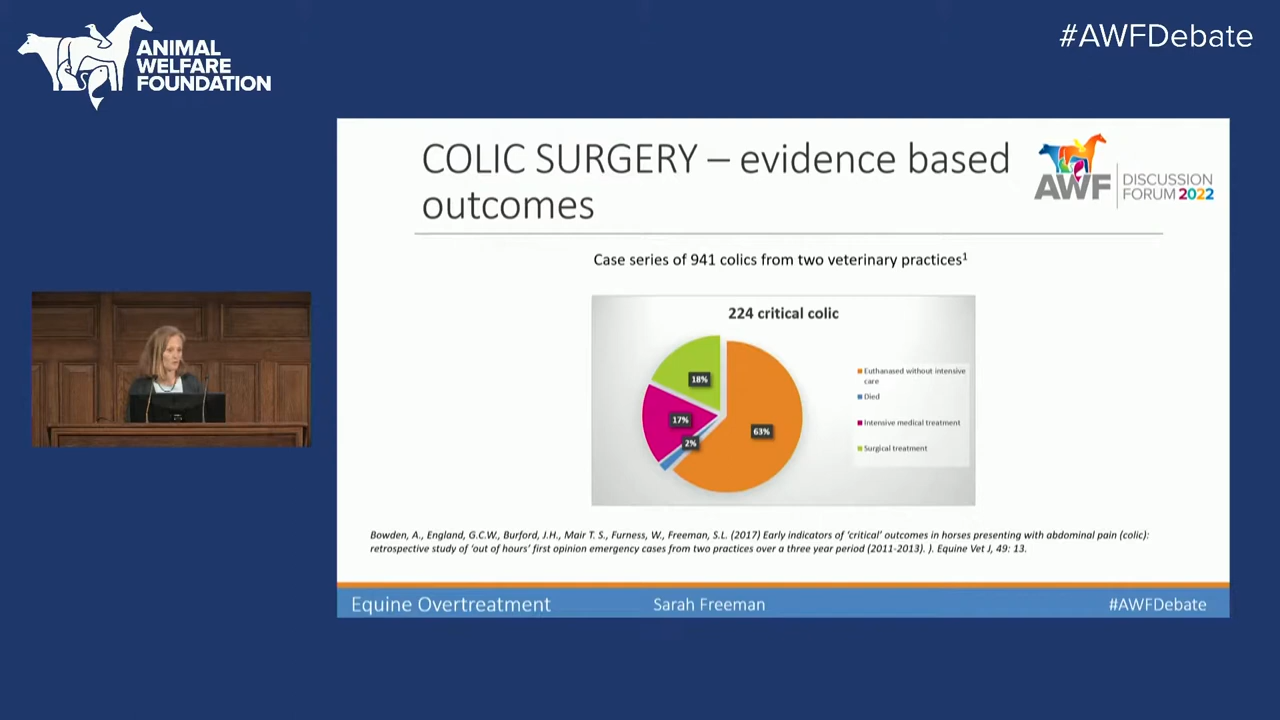 ANIMAL
WELFARE
FOUNDATION
#AWFDebate
COLIC SURGERY – evidence based
outcomes
AWF
DISCUSSION
FORUM 2022
Case series of 941 colics from two veterinary practices¹
224 critical colic
18%
17%
2%
63%
Euthanased without intensive
care
Died
Intensive medical treatment
Surgical treatment
Bowden, A., England, G.C.W., Burford, J.H., Mair T. S., Furness, W., Freeman, S.L. (2017) Early indicators of 'critical' outcomes in horses presenting with abdominal pain (colic):
retrospective study of 'out of hours' first opinion emergency cases from two practices over a three year period (2011-2013). ). Equine Vet J, 49: 13.
Equine Overtreatment
Sarah Freeman
#AWFDebate